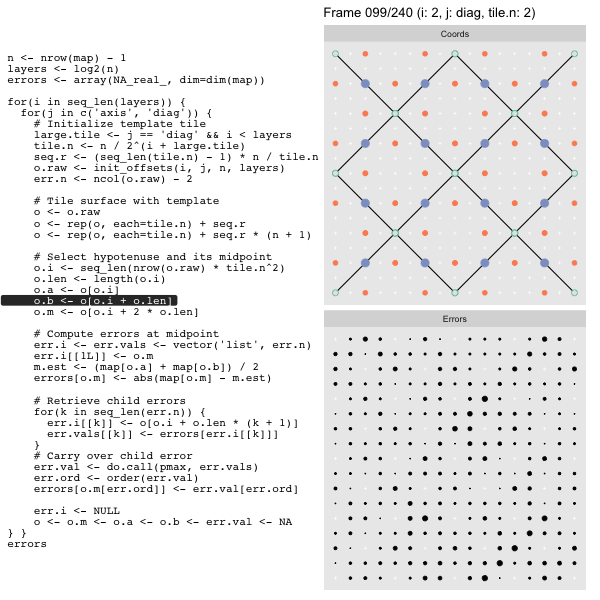 Frame 099/240 (i: 2, j: diag, tile.n: 2)
Coords
n <- nrow(map) - 1
layers <- log2(n)
errors <- array(NA_real_, dim=dim(map))

for(i in seq_len(layers)) {
  for(j in c('axis', 'diag')) {
    # Initialize template tile
    large.tile <- j == 'diag' && i < layers
    tile.n <- n / 2^(i + large.tile)
    seq.r <- (seq_len(tile.n) - 1) * n / tile.n
    o.raw <- init_offsets(i, j, n, layers)
    err.n <- ncol(o.raw) - 2

    # Tile surface with template
    o <- o.raw
    o <- rep(o, each=tile.n) + seq.r
    o <- rep(o, each=tile.n) + seq.r * (n + 1)

    # Select hypotenuse and its midpoint
    o.i <- seq_len(nrow(o.raw) * tile.n^2)
    o.len <- length(o.i)
    o.a <- o[o.i]
    o.b <- o[o.i + o.len]
    o.m <- o[o.i + 2 * o.len]

    # Compute errors at midpoint
    err.i <- err.vals <- vector('list', err.n)
    err.i[[1L]] <- o.m
    m.est <- (map[o.a] + map[o.b]) / 2
    errors[o.m] <- abs(map[o.m] - m.est)

    # Retrieve child errors
    for(k in seq_len(err.n)) {
      err.i[[k]] <- o[o.i + o.len * (k + 1)]
      err.vals[[k]] <- errors[err.i[[k]]]
    }
    # Carry over child error
    err.val <- do.call(pmax, err.vals)
    err.ord <- order(err.val)
    errors[o.m[err.ord]] <- err.val[err.ord]

    err.i <- NULL
    o <- o.m <- o.a <- o.b <- err.val <- NA
} }
errors
Errors